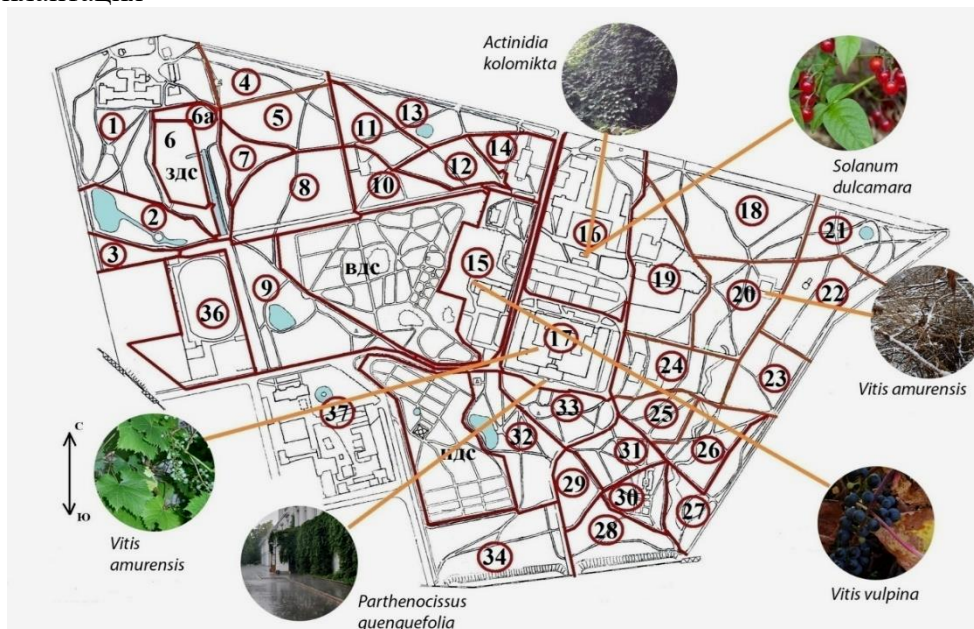 Actinidia
kolomikta
Solanum
dulcamara
4
13
6а
5
11
1
6
здс
14
7
12
8
10
18
2
16
21
3
вдс
15
19
9
20
22
36
17
Vitis amurensis
24
23
37
33
25
32
31
26
С
Ю
29
30
27
28
Vitis
amurensis
34
Vitis vulpina
Parthenocissus
quenquefolia